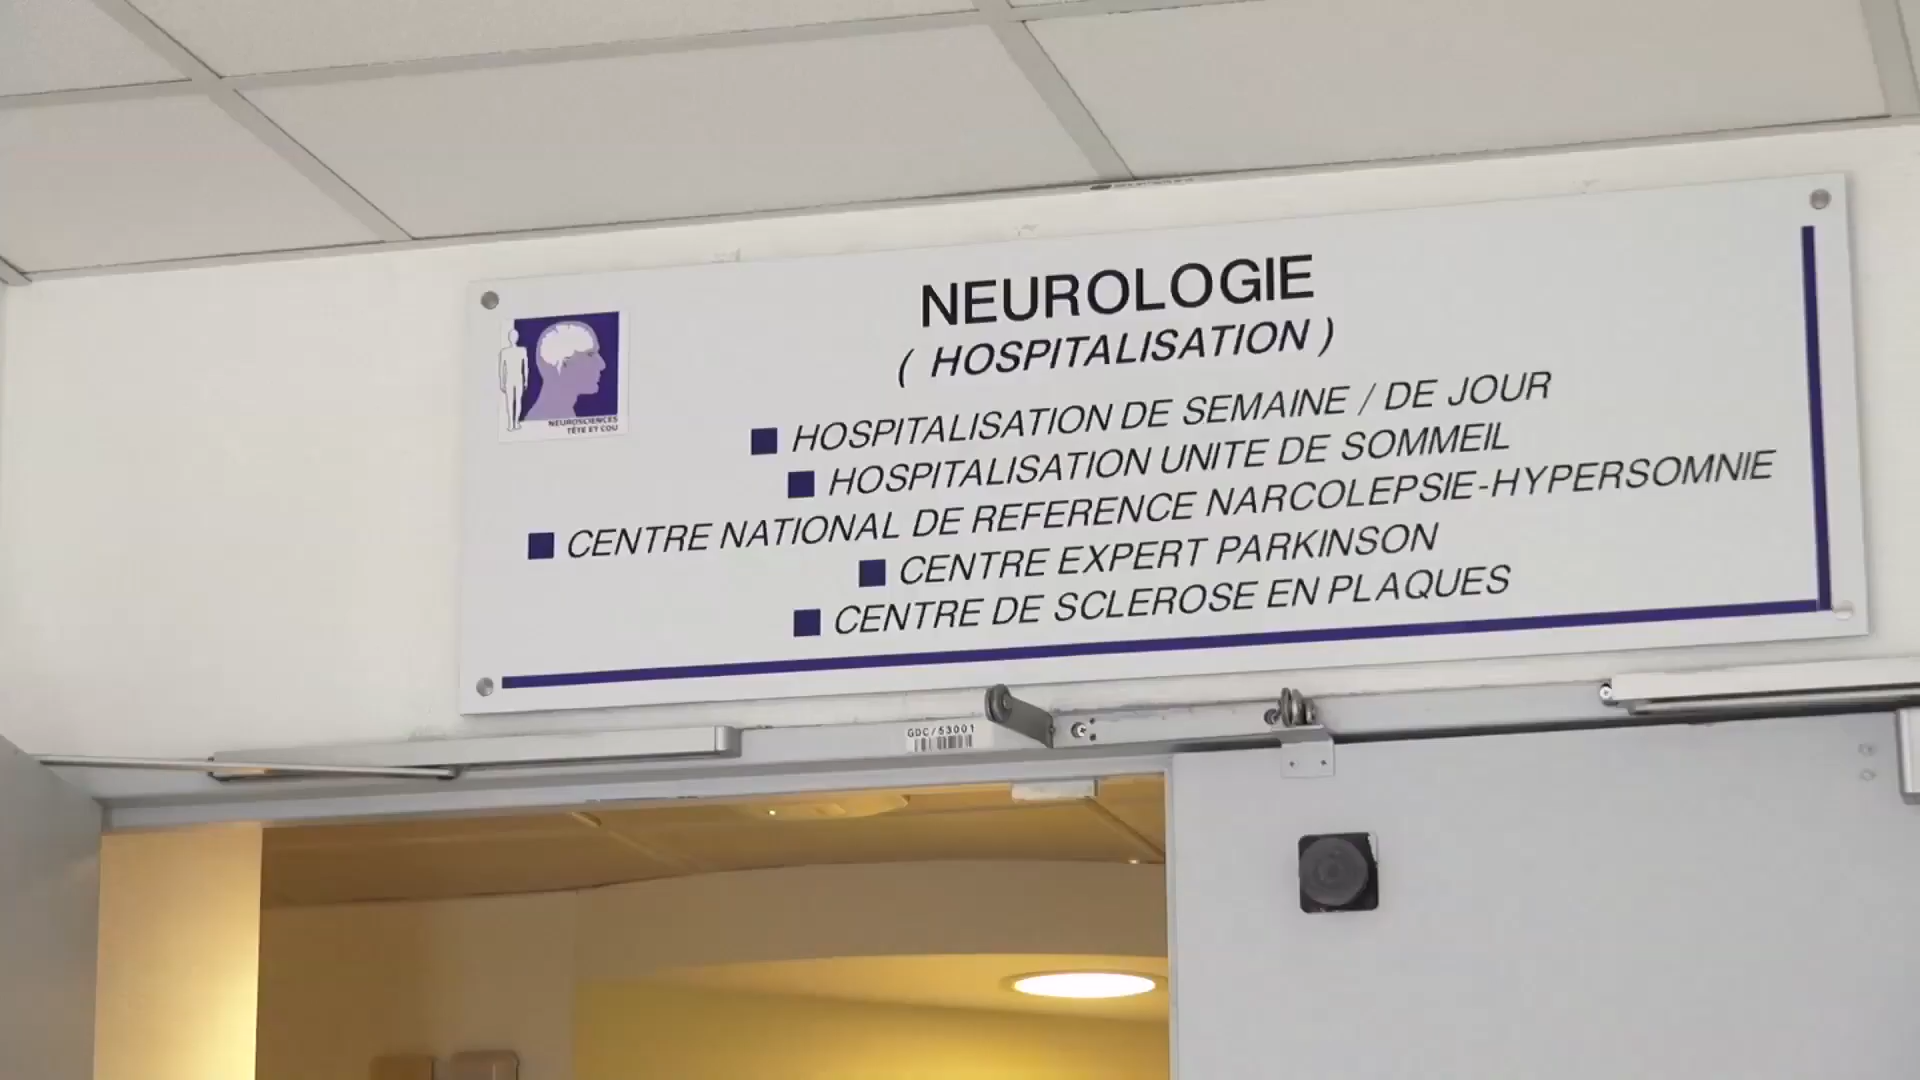 NEUROLOGIE
( HOSPITALISATION )
NEUROSCIENCES
TÊTE ET COU
HOSPITALISATION DE SEMAINE / DE JOUR
HOSPITALISATION UNITE DE SOMMEIL
CENTRE NATIONAL DE REFERENCE NARCOLEPSIE-HYPERSOMNIE
CENTRE EXPERT PARKINSON
CENTRE DE SCLEROSE EN PLAQUES
GDC/53001